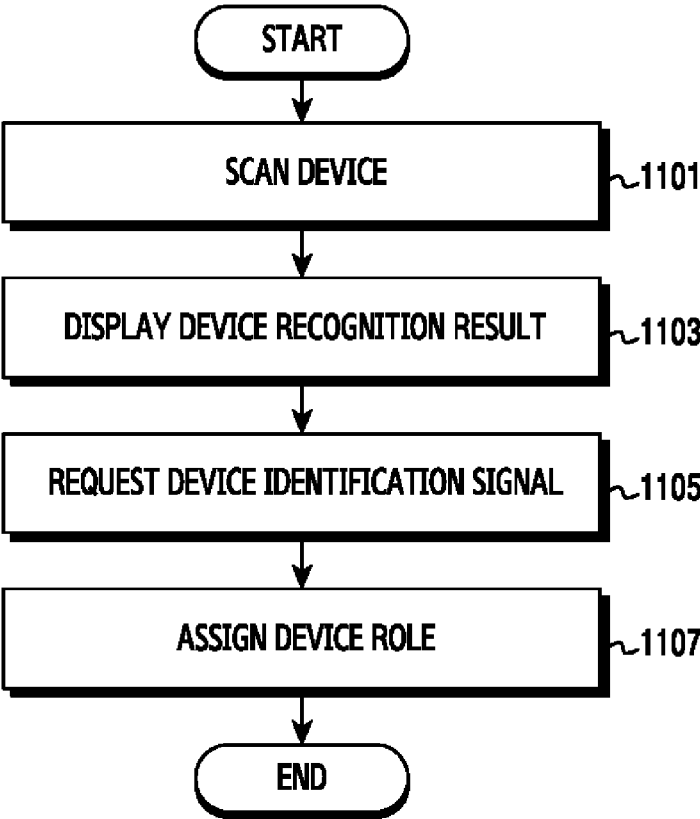 START
SCAN DEVICE
1101
DISPLAY DEVICE RECOGNITION RESULT
1103
REQUEST DEVICE IDENTIFICATION SIGNAL
1105
ASSIGN DEVICE ROLE
1107
END